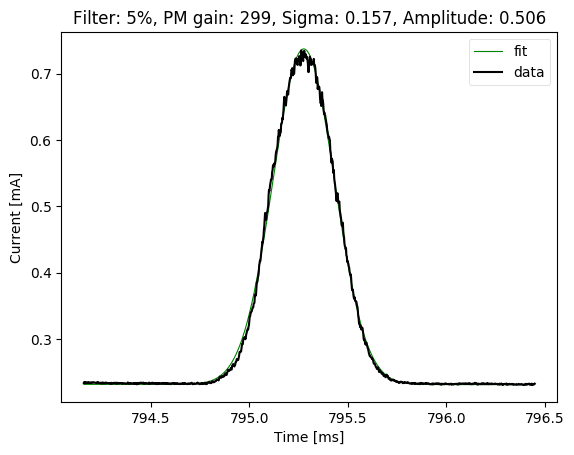 Filter: 5%, PM gain: 299, Sigma: 0.157, Amplitude: 0.506
fit
data
0.7
0.6
0.5
0.4
0.3
Current [mA]
794.5 795.0 795.5 796.0 796.5
Time [ms]